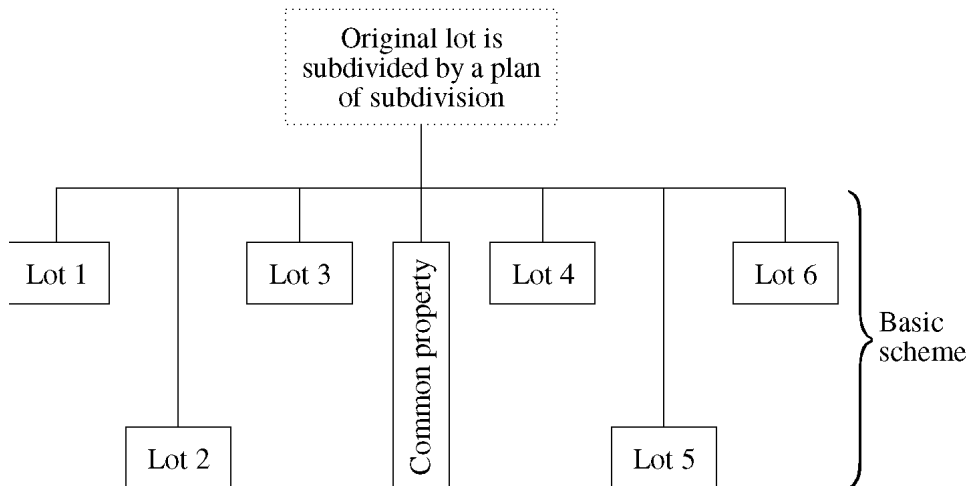 Original lot is
subdivided by a plan
of subdivision
Lot 1
Lot 3
Common property
Lot 4
Lot 6
Basic
scheme
Lot 2
Lot 5